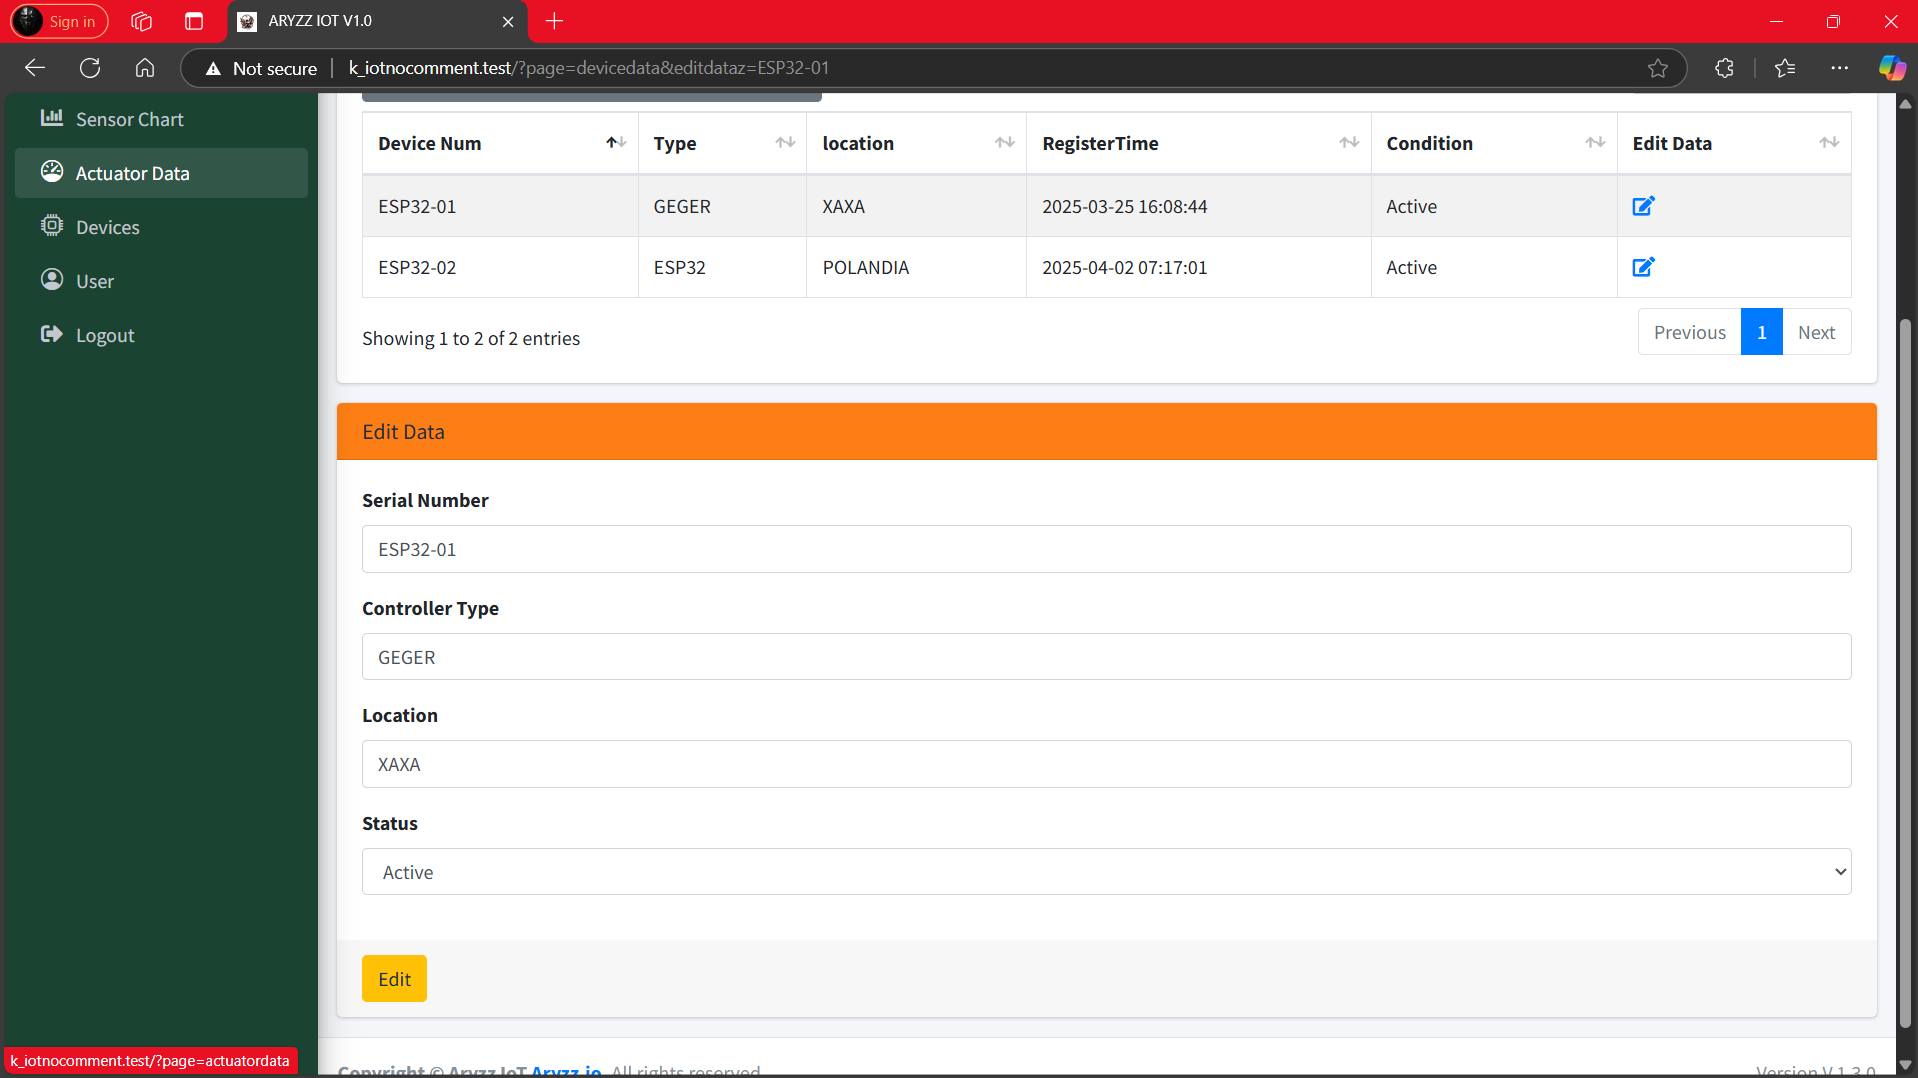 Sign in
ARYZZ IOT V1.0
Not secure
k_iotnocomment.test/?page=devicedata&editdataz=ESP32-01
Sensor Chart
Actuator Data
Devices
User
Logout
Device Num Type location RegisterTime Condition Edit Data
ESP32-01 GEGER XAXA 2025-03-25 16:08:44 Active
ESP32-02 ESP32 POLANDIA 2025-04-02 07:17:01 Active
Showing 1 to 2 of 2 entries
Previous 1 Next
Edit Data
Serial Number
ESP32-01
Controller Type
GEGER
Location
XAXA
Status
Active
Edit
k_iotnocomment.test/?page=actuatordata
Copyright © Aryzz IoT Aryzz.io. All rights reserved
Version V.1.3.0